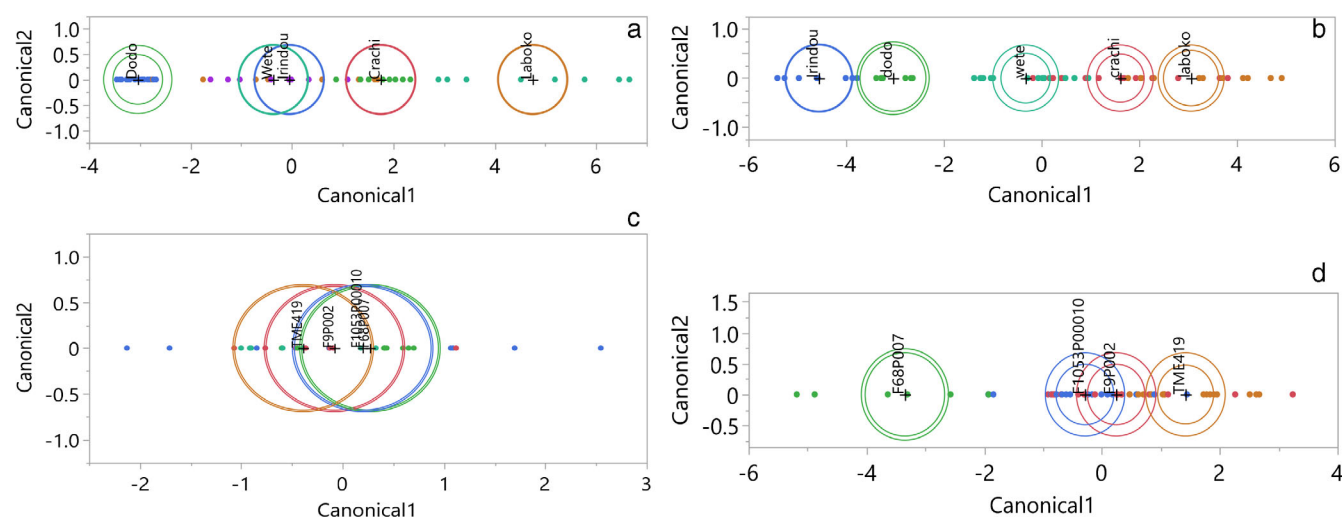 a
Canonical2
1.0
0.5
0
-0.5
-1.0
Dodo
Wete
Irindou
Crachi
Laboko
-4 -2 0 2 4 6
Canonical1
b
Canonical2
1.0
0
-1.0
irindou
dodo
wete
crachi
laboko
-6 -4 -2 0 2 4 6
Canonical1
c
Canonical2
1.0
0.5
0
-0.5
-1.0
TME419
F9P002
F1053P00010
F68P007
-2 -1 0 1 2 3
Canonical1
d
Canonical2
1.5
1.0
0.5
0
-0.5
F68P007
F1053P00010
F9P002
TME419
-6 -4 -2 0 2 4
Canonical1